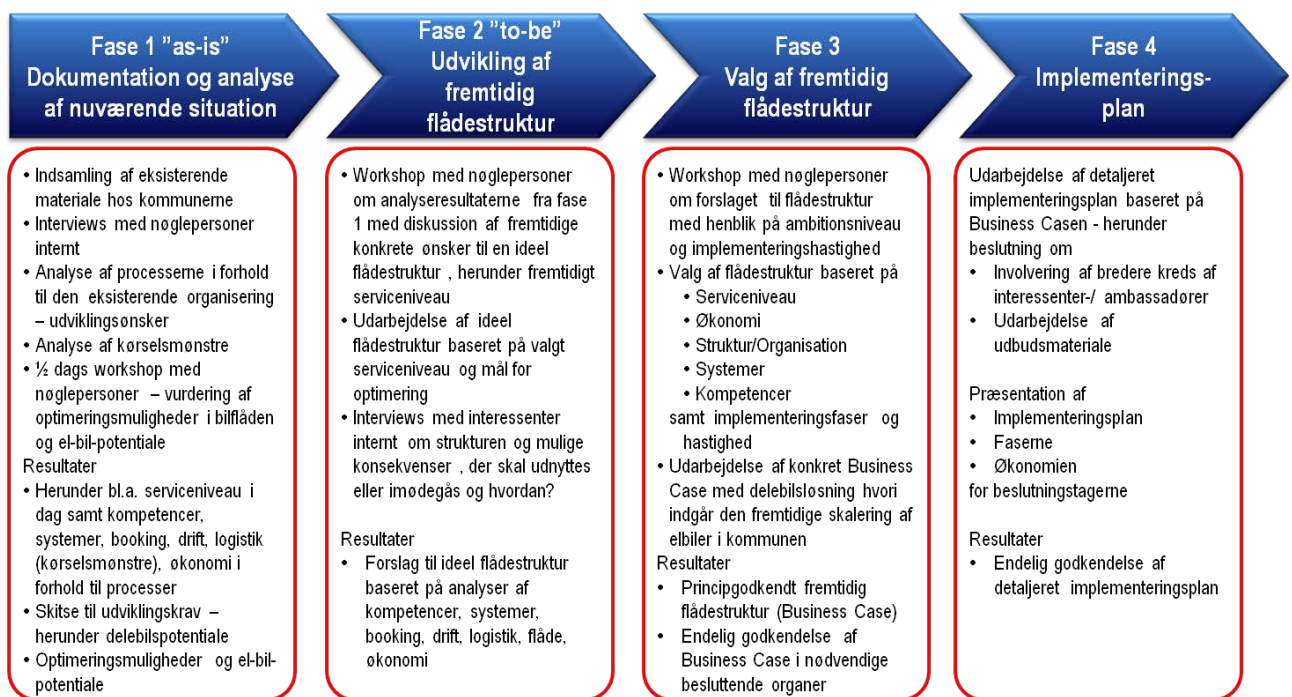 Fase 1 ”as-is”
Dokumentation og analyse
af nuværende situation
• Indsamling af eksisterende
materiale hos kommunerne
• Interviews med nøglepersoner
internt
• Analyse af processerne i forhold
til den eksisterende organisering
– udviklingsønsker
• Analyse af kørselsmønstre
• ½ dags workshop med
nøglepersoner – vurdering af
optimeringsmuligheder i bilflåden
og el-bil-potentiale
Resultater
• Herunder bl.a. serviceniveau i
dag samt kompetencer,
systemer, booking, drift, logistik
(kørselsmønstre), økonomi i
forhold til processer
• Skitse til udviklingskrav –
herunder delebilspotentiale
• Optimeringsmuligheder og el-bil-
potentiale
Fase 2 ”to-be”
Udvikling af
fremtidig
flådestruktur
• Workshop med nøglepersoner
om analyseresultaterne fra fase
1 med diskussion af fremtidige
konkrete ønsker til en ideel
flådestruktur , herunder fremtidigt
serviceniveau
• Udarbejdelse af ideel
flådestruktur baseret på valgt
serviceniveau og mål for
optimering
• Interviews med interessenter
internt om strukturen og mulige
konsekvenser , der skal udnyttes
eller imødegås og hvordan?
Resultater
• Forslag til ideel flådestruktur
baseret på analyser af
kompetencer, systemer,
booking, drift, logistik, flåde,
økonomi
Fase 3
Valg af fremtidig
flådestruktur
• Workshop med nøglepersoner
om forslaget til flådestruktur
med henblik på ambitionsniveau
og implementeringshastighed
• Valg af flådestruktur baseret på
• Serviceniveau
• Økonomi
• Struktur/Organisation
• Systemer
• Kompetencer
samt implementeringsfaser og
hastighed
• Udarbejdelse af konkret Business
Case med delebilsløsning hvori
indgår den fremtidige skalering af
elbiler i kommunen
Resultater
• Principgodkendt fremtidig
flådestruktur (Business Case)
• Endelig godkendelse af
Business Case i nødvendige
besluttende organer
Fase 4
Implementerings-
plan
Udarbejdelse af detaljeret
implementeringsplan baseret på
Business Casen - herunder
beslutning om
• Involvering af bredere kreds af
interessenter-/ ambassadører
• Udarbejdelse af
udbudsmateriale
Præsentation af
• Implementeringsplan
• Faserne
• Økonomien
for beslutningstagerne
Resultater
• Endelig godkendelse af
detaljeret implementeringsplan